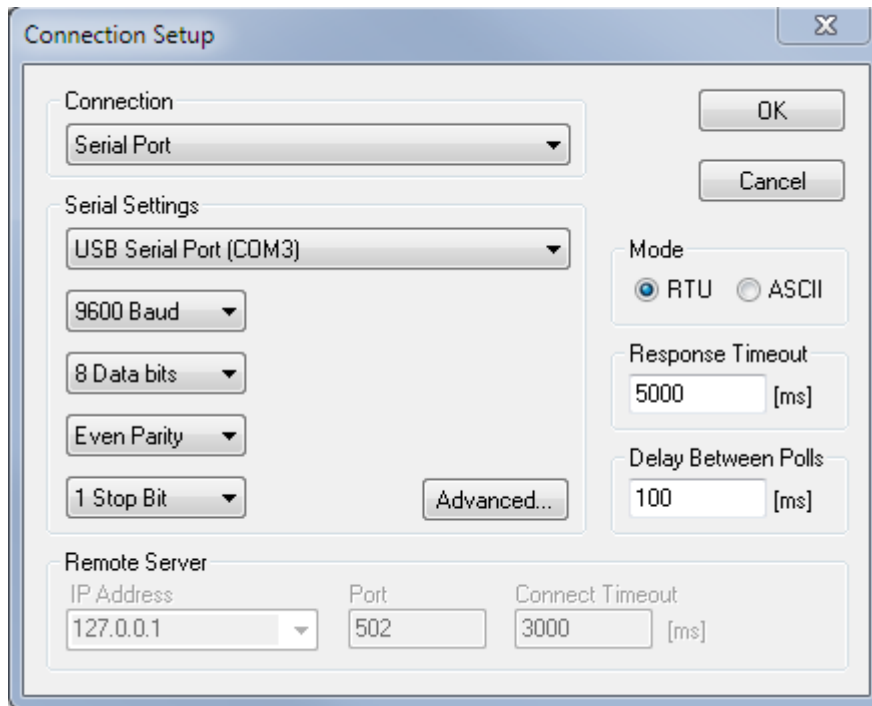 Connection Setup
Connection
Serial Port
OK
Cancel
Serial Settings
USB Serial Port (COM3)
9600 Baud
8 Data bits
Even Parity
1 Stop Bit
Advanced...
Mode
RTU ASCII
Response Timeout
5000 [ms]
Delay Between Polls
100 [ms]
Remote Server
IP Address Port Connect Timeout
127.0.0.1 502 3000 [ms]